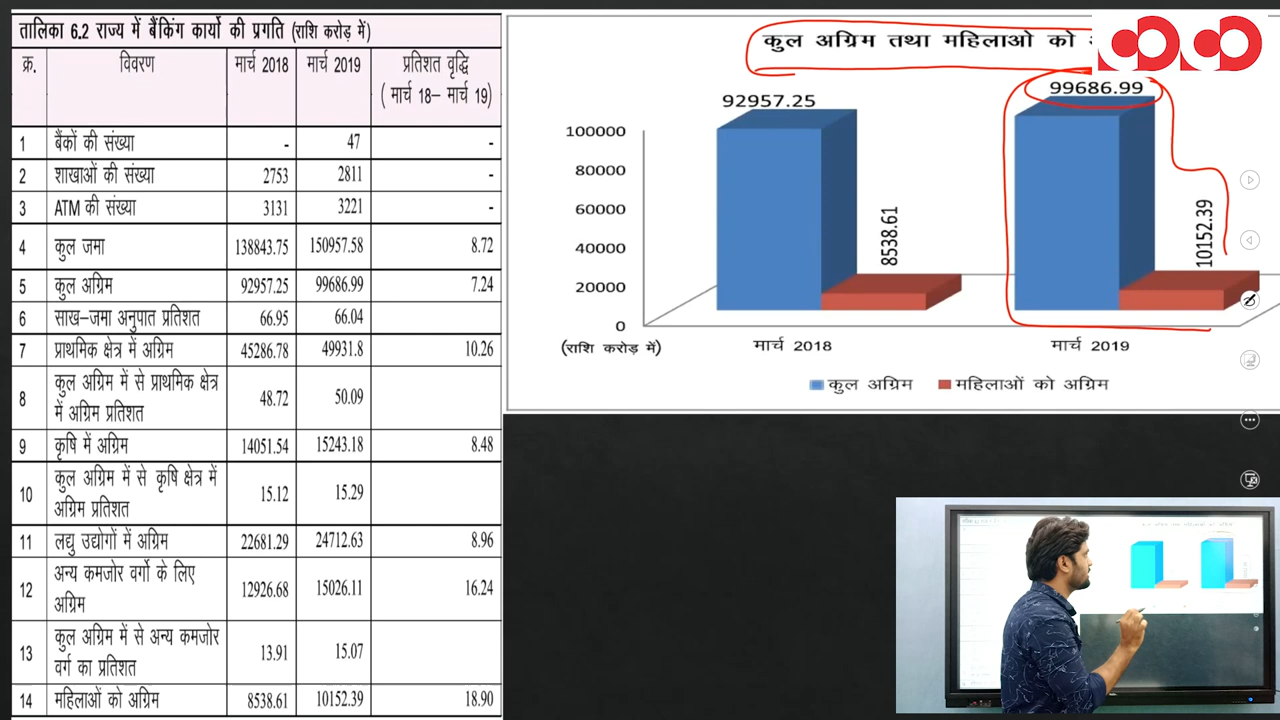 तालिका 6.2 राज्य में बैंकिंग कार्यो की प्रगति (राशि करोड़ में)
क्र. विवरण मार्च 2018 मार्च 2019 प्रतिशत वृद्धि
( मार्च 18– मार्च 19)
1 बैंकों की संख्या - 47 -
2 शाखाओं की संख्या 2753 2811 -
3 ATM की संख्या 3131 3221 -
4 कुल जमा 138843.75 150957.58 8.72
5 कुल अग्रिम 92957.25 99686.99 7.24
6 साख–जमा अनुपात प्रतिशत 66.95 66.04
7 प्राथमिक क्षेत्र में अग्रिम 45286.78 49931.8 10.26
8 कुल अग्रिम में से प्राथमिक क्षेत्र
में अग्रिम प्रतिशत 48.72 50.09
9 कृषि में अग्रिम 14051.54 15243.18 8.48
10 कुल अग्रिम में से कृषि क्षेत्र में
अग्रिम प्रतिशत 15.12 15.29
11 लद्यु उद्योगों में अग्रिम 22681.29 24712.63 8.96
12 अन्य कमजोर वर्गो के लिए
अग्रिम 12926.68 15026.11 16.24
13 कुल अग्रिम में से अन्य कमजोर
वर्ग का प्रतिशत 13.91 15.07
14 महिलाओं को अग्रिम 8538.61 10152.39 18.90
कुल अग्रिम तथा महिलाओ को
92957.25 99686.99
100000
80000
60000
40000
20000
0
8538.61 10152.39
(राशि करोड़ में) मार्च 2018 मार्च 2019
कुल अग्रिम महिलाओं को अग्रिम